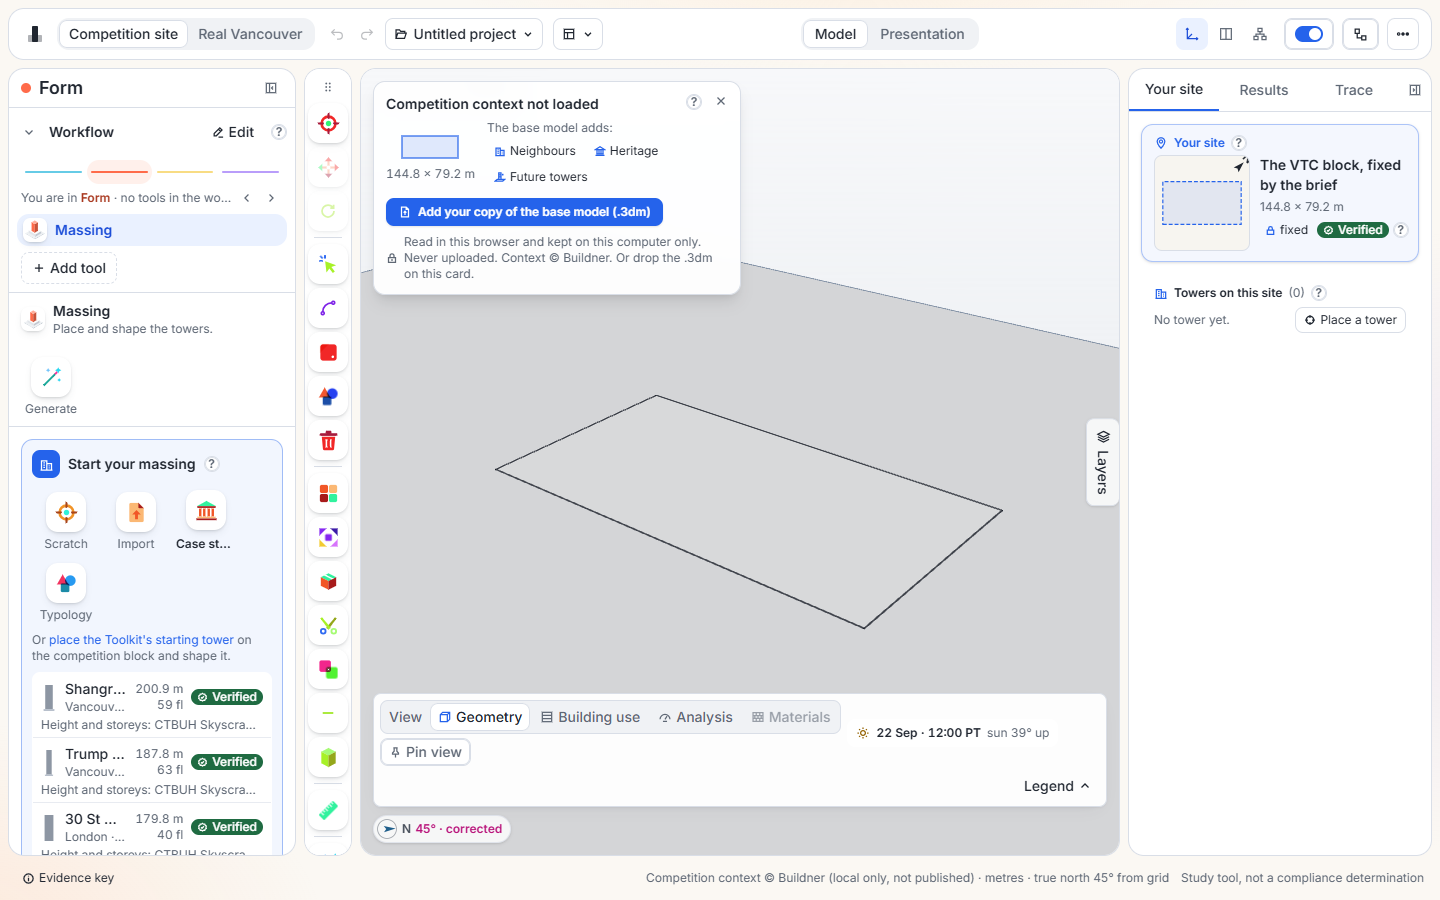 Competition site
Real Vancouver
Untitled project
Model
Presentation
Form
Workflow
Edit
?
You are in Form · no tools in the wo...
Massing
+ Add tool
Massing
Place and shape the towers.
Generate
Start your massing
?
Scratch
Import
Case st...
Typology
Or place the Toolkit's starting tower on
the competition block and shape it.
Shangr... 200.9 m
Vancouv... 59 fl
Verified
Height and storeys: CTBUH Skyscra...
Trump ... 187.8 m
Vancouv... 63 fl
Verified
Height and storeys: CTBUH Skyscra...
30 St ... 179.8 m
London ·... 40 fl
Verified
Height and storeys: CTBUH Skyscra...
Competition context not loaded
?
The base model adds:
Neighbours
Heritage
Future towers
144.8 × 79.2 m
Add your copy of the base model (.3dm)
Read in this browser and kept on this computer only.
Never uploaded. Context © Buildner. Or drop the .3dm
on this card.
Layers
View
Geometry
Building use
Analysis
Materials
22 Sep · 12:00 PT sun 39° up
Pin view
Legend
N 45° · corrected
Your site
Results
Trace
Your site
?
The VTC block, fixed
by the brief
144.8 × 79.2 m
fixed
Verified
?
Towers on this site (0)
?
No tower yet.
Place a tower
Evidence key
Competition context © Buildner (local only, not published) · metres · true north 45° from grid
Study tool, not a compliance determination